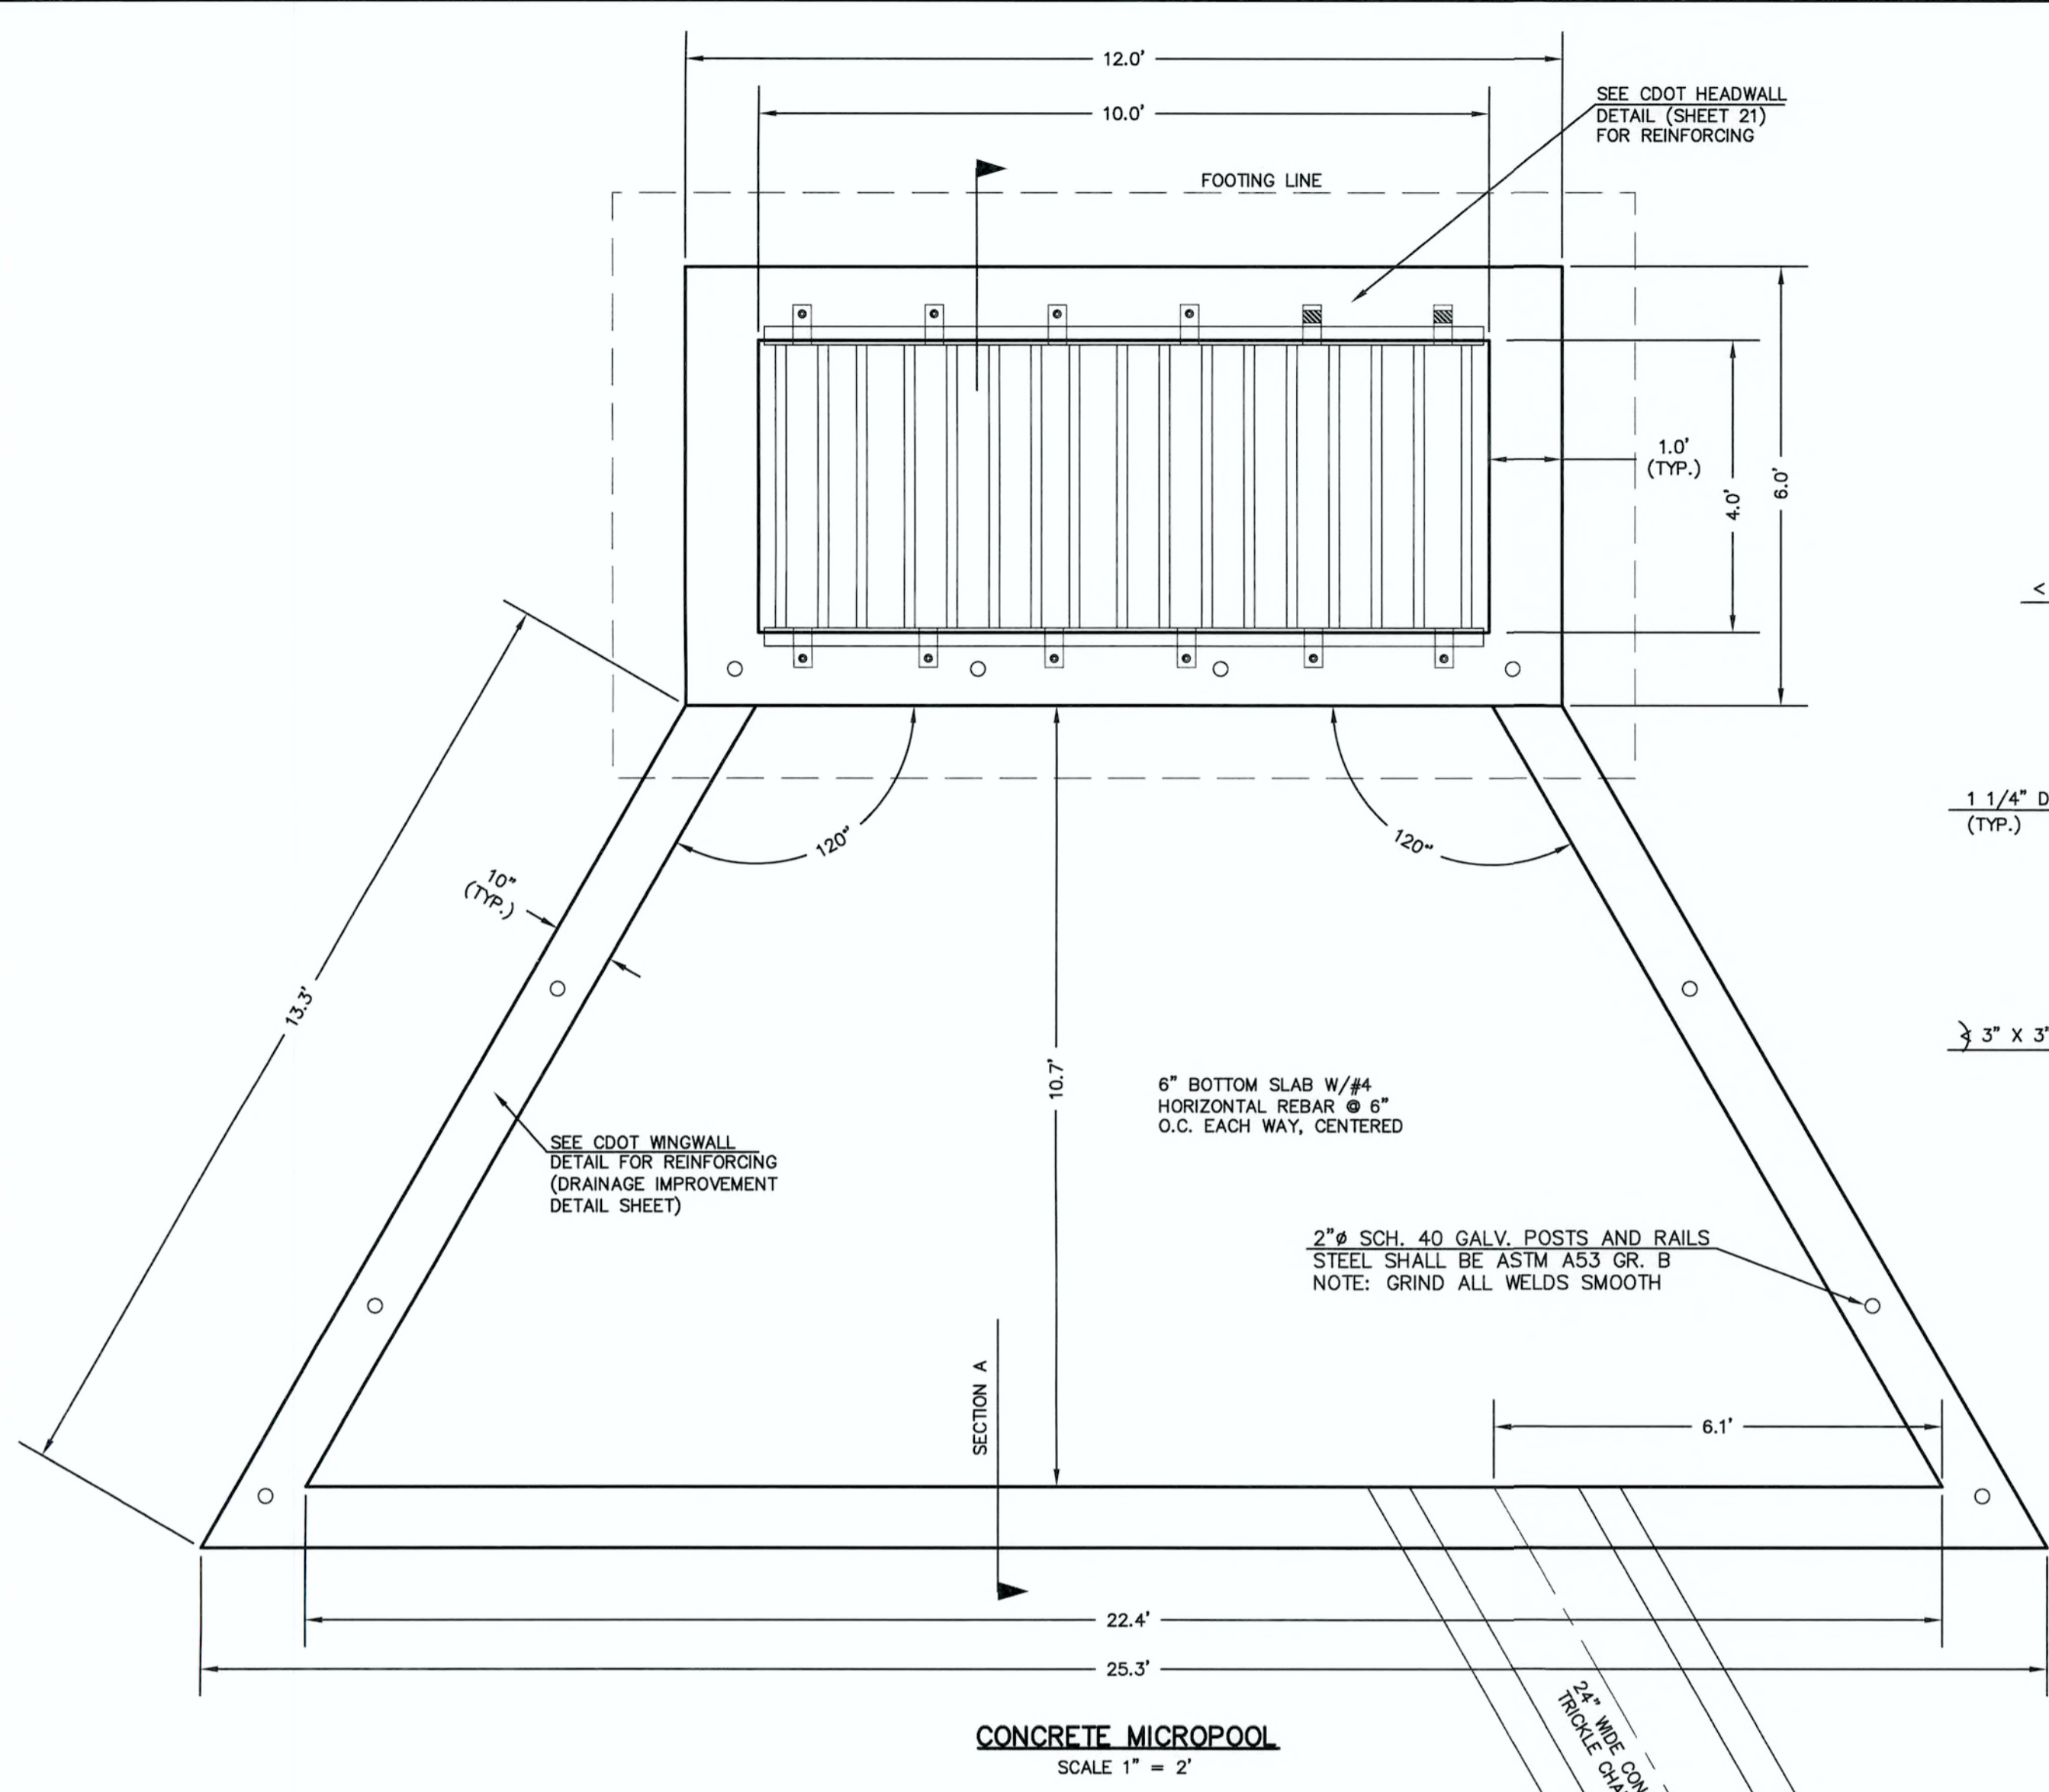 12.0'
10.0'
SEE CDOT HEADWALL
DETAIL (SHEET 21)
FOR REINFORCING
FOOTING LINE
1.0'
(TYP.)
4.0'
6.0'
<
1 1/4" D
(TYP.)
120"
120"
10"
(TYP.)
13.3'
3" X 3"
10.7'
6" BOTTOM SLAB W/#4
HORIZONTAL REBAR @ 6"
O.C. EACH WAY, CENTERED
SEE CDOT WINGWALL
DETAIL FOR REINFORCING
(DRAINAGE IMPROVEMENT
DETAIL SHEET)
2"ø SCH. 40 GALV. POSTS AND RAILS
STEEL SHALL BE ASTM A53 GR. B
NOTE: GRIND ALL WELDS SMOOTH
SECTION A
6.1'
22.4'
25.3'
24" WIDE CON
TRICKLE CHA
CONCRETE MICROPOOL
SCALE 1" = 2'